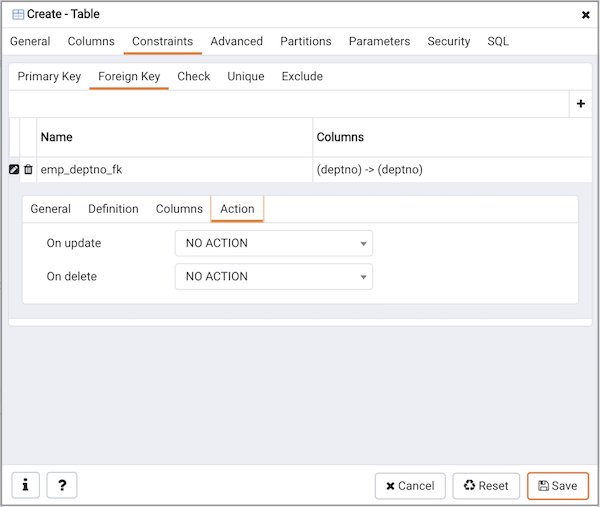 Create - Table
General Columns Constraints Advanced Partitions Parameters Security SQL
Primary Key Foreign Key Check Unique Exclude
Name Columns
emp_deptno_fk (deptno) -> (deptno)
General Definition Columns Action
On update NO ACTION
On delete NO ACTION
i ? Cancel Reset Save